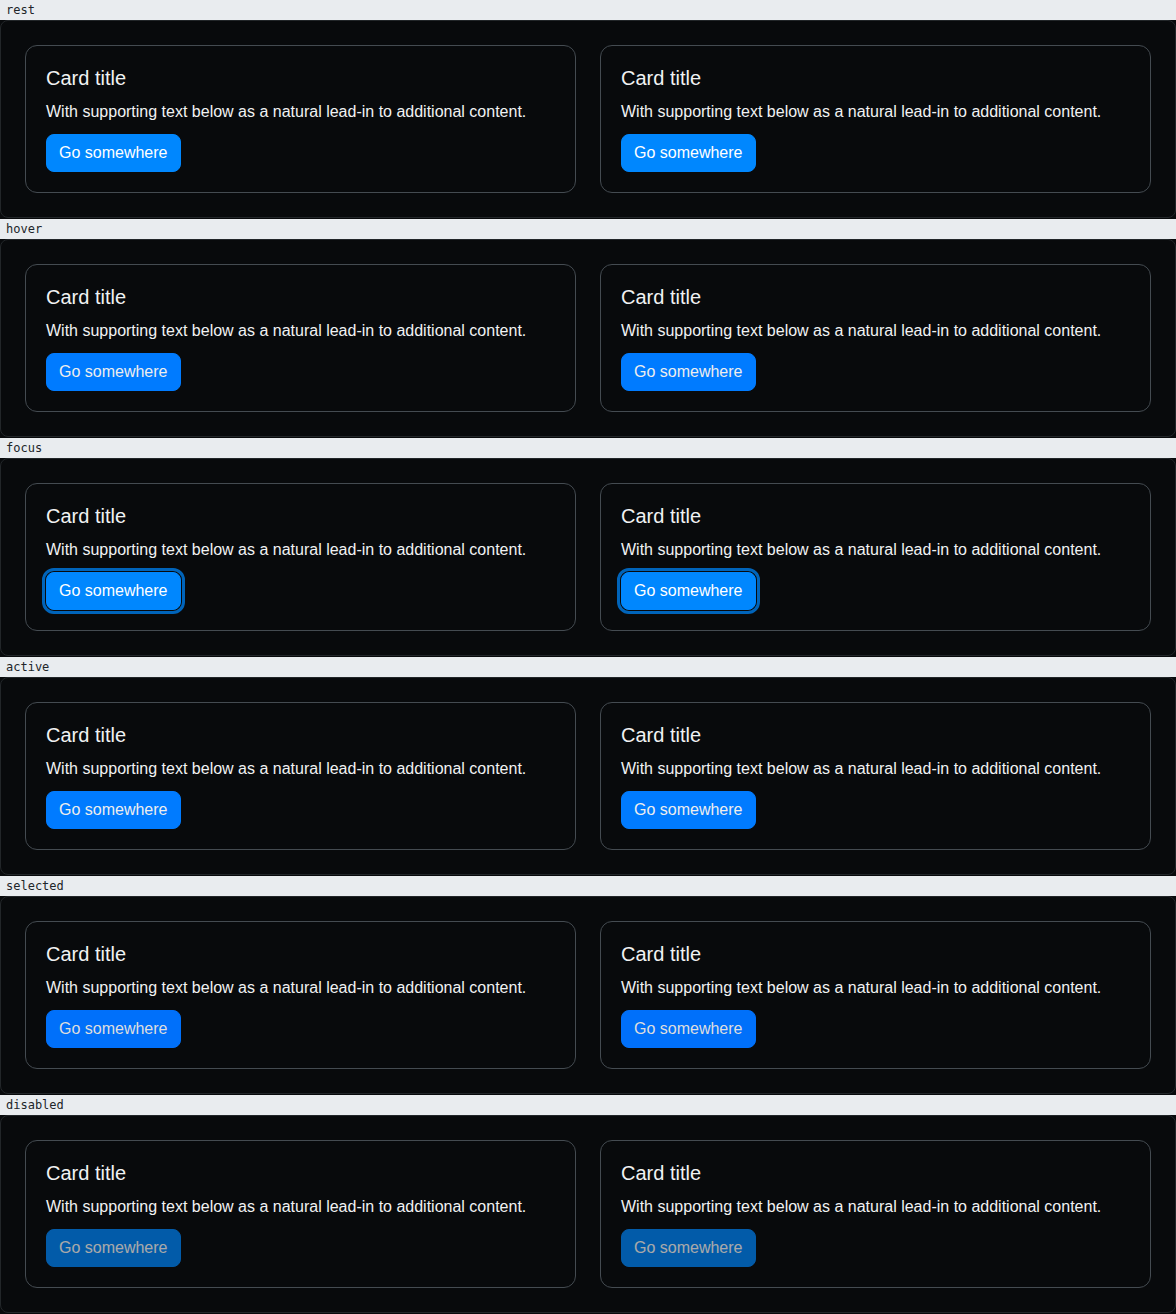 rest
Card title
With supporting text below as a natural lead-in to additional content.
Go somewhere
Card title
With supporting text below as a natural lead-in to additional content.
Go somewhere
hover
Card title
With supporting text below as a natural lead-in to additional content.
Go somewhere
Card title
With supporting text below as a natural lead-in to additional content.
Go somewhere
focus
Card title
With supporting text below as a natural lead-in to additional content.
Go somewhere
Card title
With supporting text below as a natural lead-in to additional content.
Go somewhere
active
Card title
With supporting text below as a natural lead-in to additional content.
Go somewhere
Card title
With supporting text below as a natural lead-in to additional content.
Go somewhere
selected
Card title
With supporting text below as a natural lead-in to additional content.
Go somewhere
Card title
With supporting text below as a natural lead-in to additional content.
Go somewhere
disabled
Card title
With supporting text below as a natural lead-in to additional content.
Go somewhere
Card title
With supporting text below as a natural lead-in to additional content.
Go somewhere